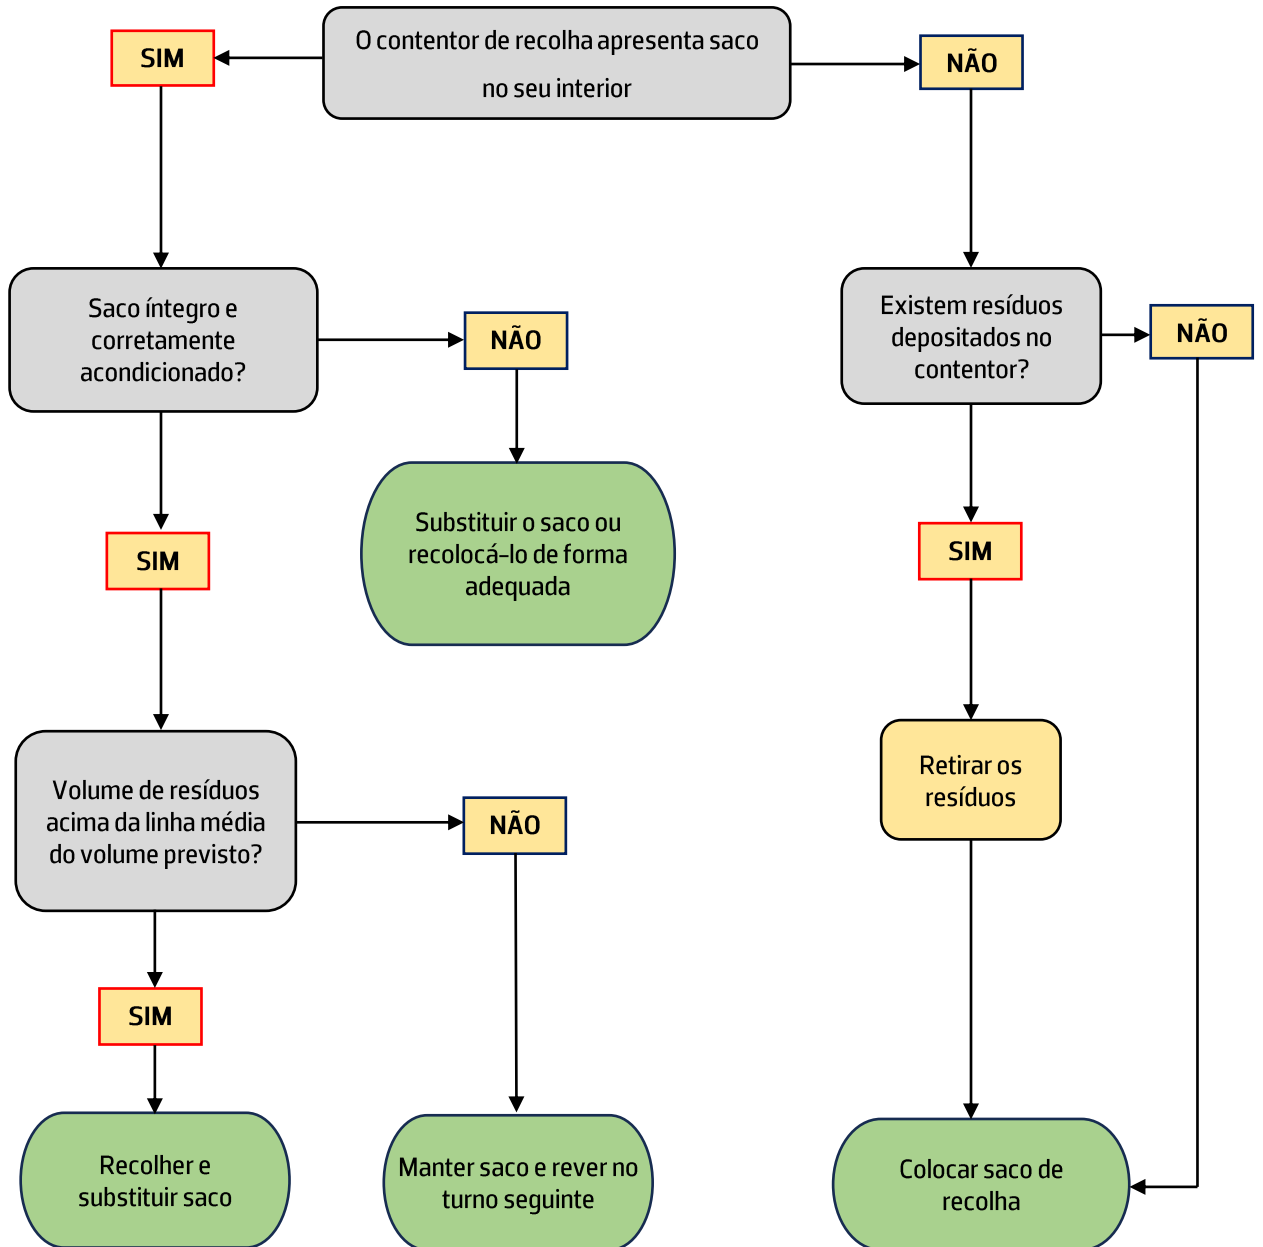 O contentor de recolha apresenta saco
no seu interior
SIM
NÃO
Saco íntegro e
corretamente
acondicionado?
NÃO
Existem resíduos
depositados no
contentor?
NÃO
Substituir o saco ou
recolocá-lo de forma
adequada
SIM
SIM
Volume de resíduos
acima da linha média
do volume previsto?
NÃO
Retirar os
resíduos
SIM
Recolher e
substituir saco
Manter saco e rever no
turno seguinte
Colocar saco de
recolha